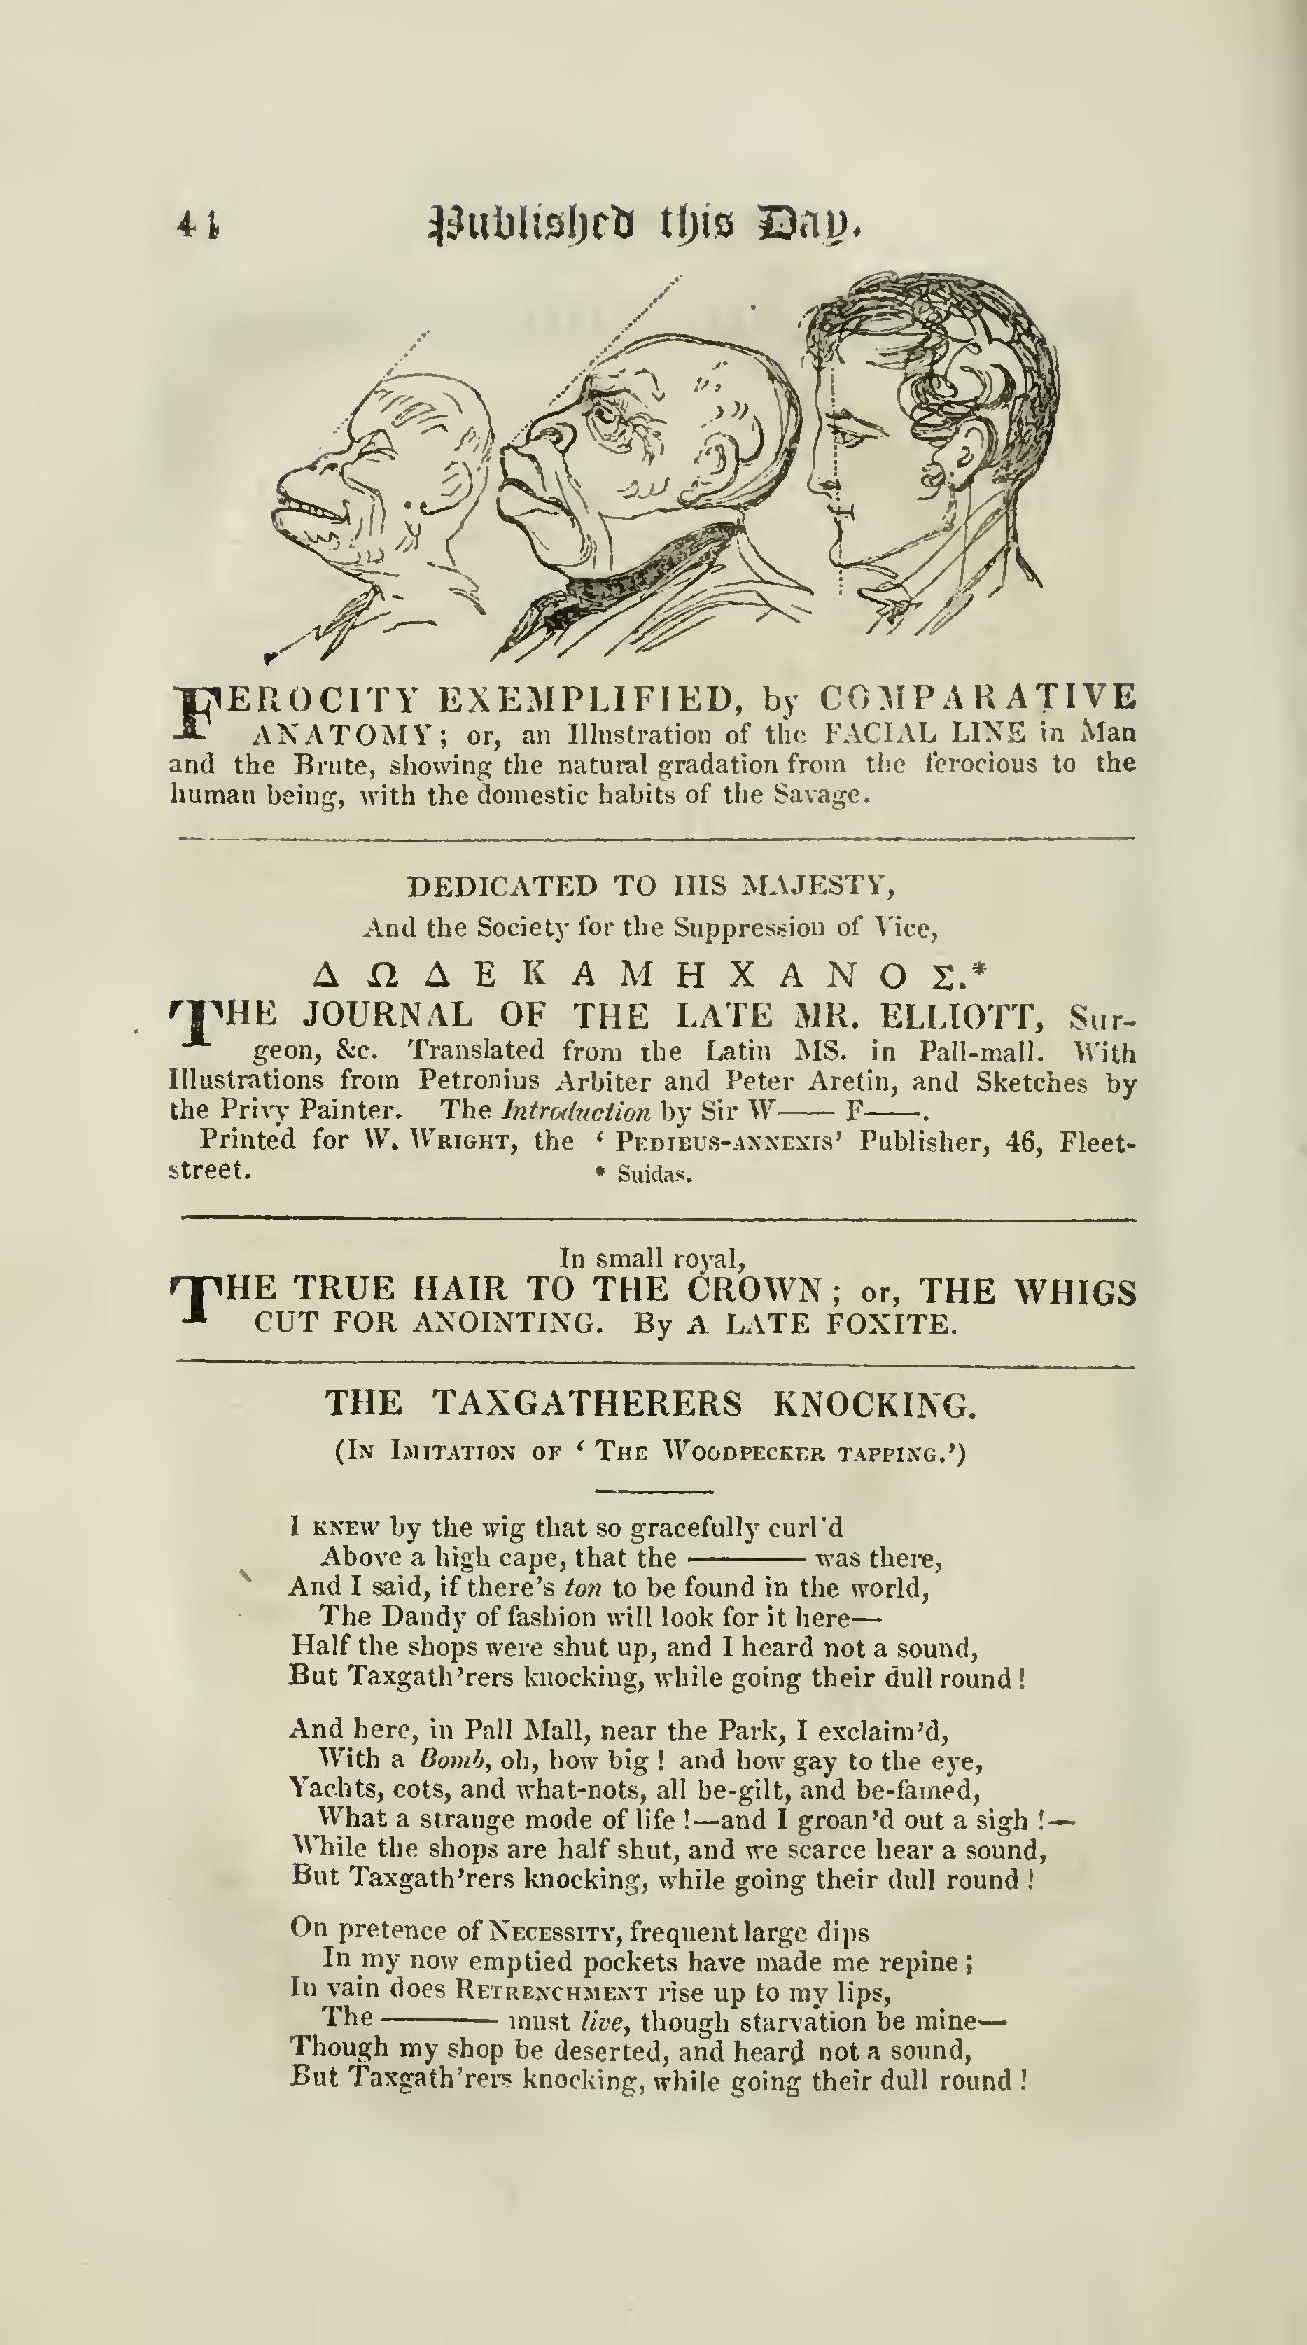 44 Published this Day.
FEROCITY EXEMPLIFIED, by COMPARATIVE
ANATOMY; or, an Illustration of the FACIAL LINE in Man
and the Brute, showing the natural gradation from the ferocious to the
human being, with the domestic habits of the Savage.
DEDICATED TO HIS MAJESTY,
And the Society for the Suppression of Vice,
ΔΩΔΕΚΑΜΗΧΑΝΟΣ.*
THE JOURNAL OF THE LATE MR. ELLIOTT, Sur-
geon, &c. Translated from the Latin MS. in Pall-mall. With
Illustrations from Petronius Arbiter and Peter Aretin, and Sketches by
the Privy Painter. The Introduction by Sir W—— F——.
Printed for W. WRIGHT, the ‘ PEDIBUS-ANNEXIS’ Publisher, 46, Fleet-
street. * Suidas.
In small royal,
THE TRUE HAIR TO THE CROWN; or, THE WHIGS
CUT FOR ANOINTING. By A LATE FOXITE.
THE TAXGATHERERS KNOCKING.
(IN IMITATION OF ‘ THE WOODPECKER TAPPING.’)
I KNEW by the wig that so gracefully curl'd
Above a high cape, that the ——— was there,
And I said, if there's ton to be found in the world,
The Dandy of fashion will look for it here—
Half the shops were shut up, and I heard not a sound,
But Taxgath'rers knocking, while going their dull round!
And here, in Pall Mall, near the Park, I exclaim'd,
With a Bomb, oh, how big! and how gay to the eye,
Yachts, cots, and what-nots, all be-gilt, and be-famed,
What a strange mode of life!—and I groan'd out a sigh!—
While the shops are half shut, and we scarce hear a sound,
But Taxgath'rers knocking, while going their dull round!
On pretence of NECESSITY, frequent large dips
In my now emptied pockets have made me repine;
In vain does RETRENCHMENT rise up to my lips,
The ——— must live, though starvation be mine—
Though my shop be deserted, and heard not a sound,
But Taxgath'rers knocking, while going their dull round!